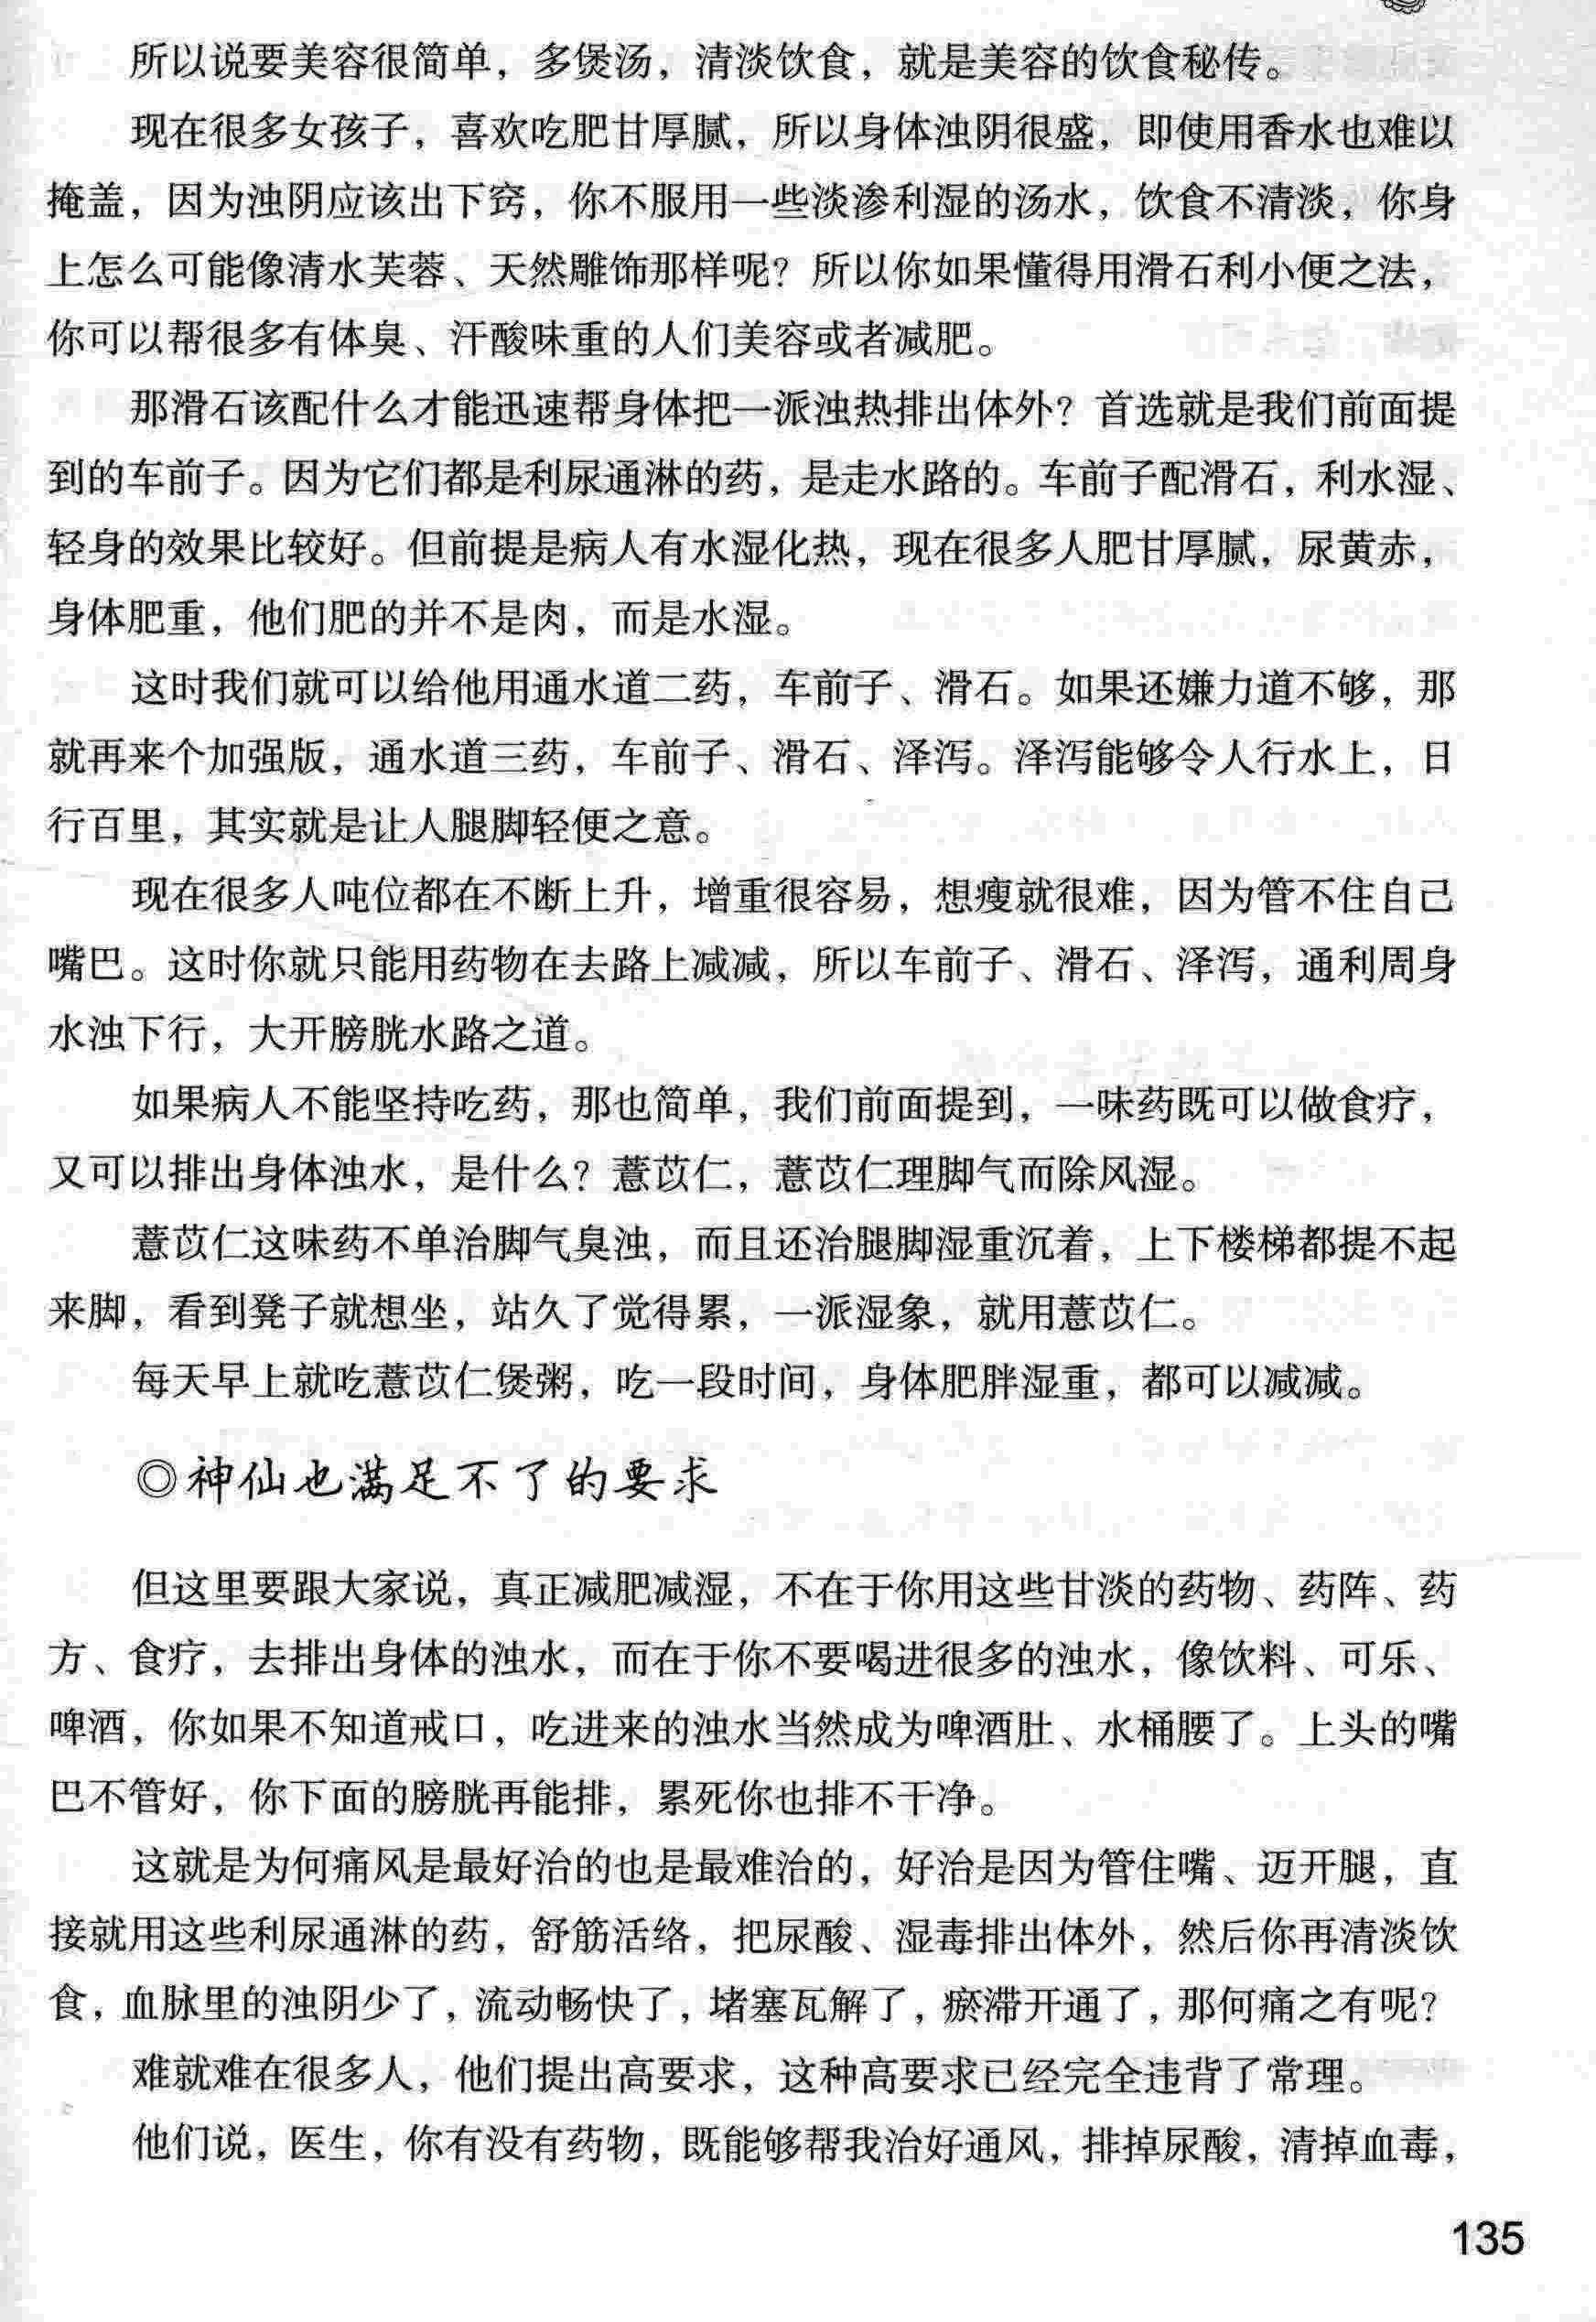 所以说要美容很简单，多煲汤，清淡饮食，就是美容的饮食秘传。
现在很多女孩子，喜欢吃肥甘厚腻，所以身体浊阴很盛，即使用香水也难以
掩盖，因为浊阴应该出下窍，你不服用一些淡渗利湿的汤水，饮食不清淡，你身
上怎么可能像清水芙蓉、天然雕饰那样呢？所以你如果懂得用滑石利小便之法，
你可以帮很多有体臭、汗酸味重的人们美容或者减肥。
那滑石该配什么才能迅速帮身体把一派浊热排出体外？首选就是我们前面提
到的车前子。因为它们都是利尿通淋的药，是走水路的。车前子配滑石，利水湿、
轻身的效果比较好。但前提是病人有水湿化热，现在很多人肥甘厚腻，尿黄赤，
身体肥重，他们肥的并不是肉，而是水湿。
这时我们就可以给他用通水道二药，车前子、滑石。如果还嫌力道不够，那
就再来个加强版，通水道三药，车前子、滑石、泽泻。泽泻能够令人行水上，日
行百里，其实就是让人腿脚轻便之意。
现在很多人吨位都在不断上升，增重很容易，想瘦就很难，因为管不住自己
嘴巴。这时你就只能用药物在去路上减减，所以车前子、滑石、泽泻，通利周身
水浊下行，大开膀胱水路之道。
如果病人不能坚持吃药，那也简单，我们前面提到，一味药既可以做食疗，
又可以排出身体浊水，是什么？薏苡仁，薏苡仁理脚气而除风湿。
薏苡仁这味药不单治脚气臭浊，而且还治腿脚湿重沉着，上下楼梯都提不起
来脚，看到凳子就想坐，站久了觉得累，一派湿象，就用薏苡仁。
每天早上就吃薏苡仁煲粥，吃一段时间，身体肥胖湿重，都可以减减。
◎神仙也满足不了的要求
但这里要跟大家说，真正减肥减湿，不在于你用这些甘淡的药物、药阵、药
方、食疗，去排出身体的浊水，而在于你不要喝进很多的浊水，像饮料、可乐、
啤酒，你如果不知道戒口，吃进来的浊水当然成为啤酒肚、水桶腰了。上头的嘴
巴不管好，你下面的膀胱再能排，累死你也排不干净。
这就是为何痛风是最好治的也是最难治的，好治是因为管住嘴、迈开腿，直
接就用这些利尿通淋的药，舒筋活络，把尿酸、湿毒排出体外，然后你再清淡饮
食，血脉里的浊阴少了，流动畅快了，堵塞瓦解了，瘀滞开通了，那何痛之有呢？
难就难在很多人，他们提出高要求，这种高要求已经完全违背了常理。
他们说，医生，你有没有药物，既能够帮我治好通风，排掉尿酸，清掉血毒，
135